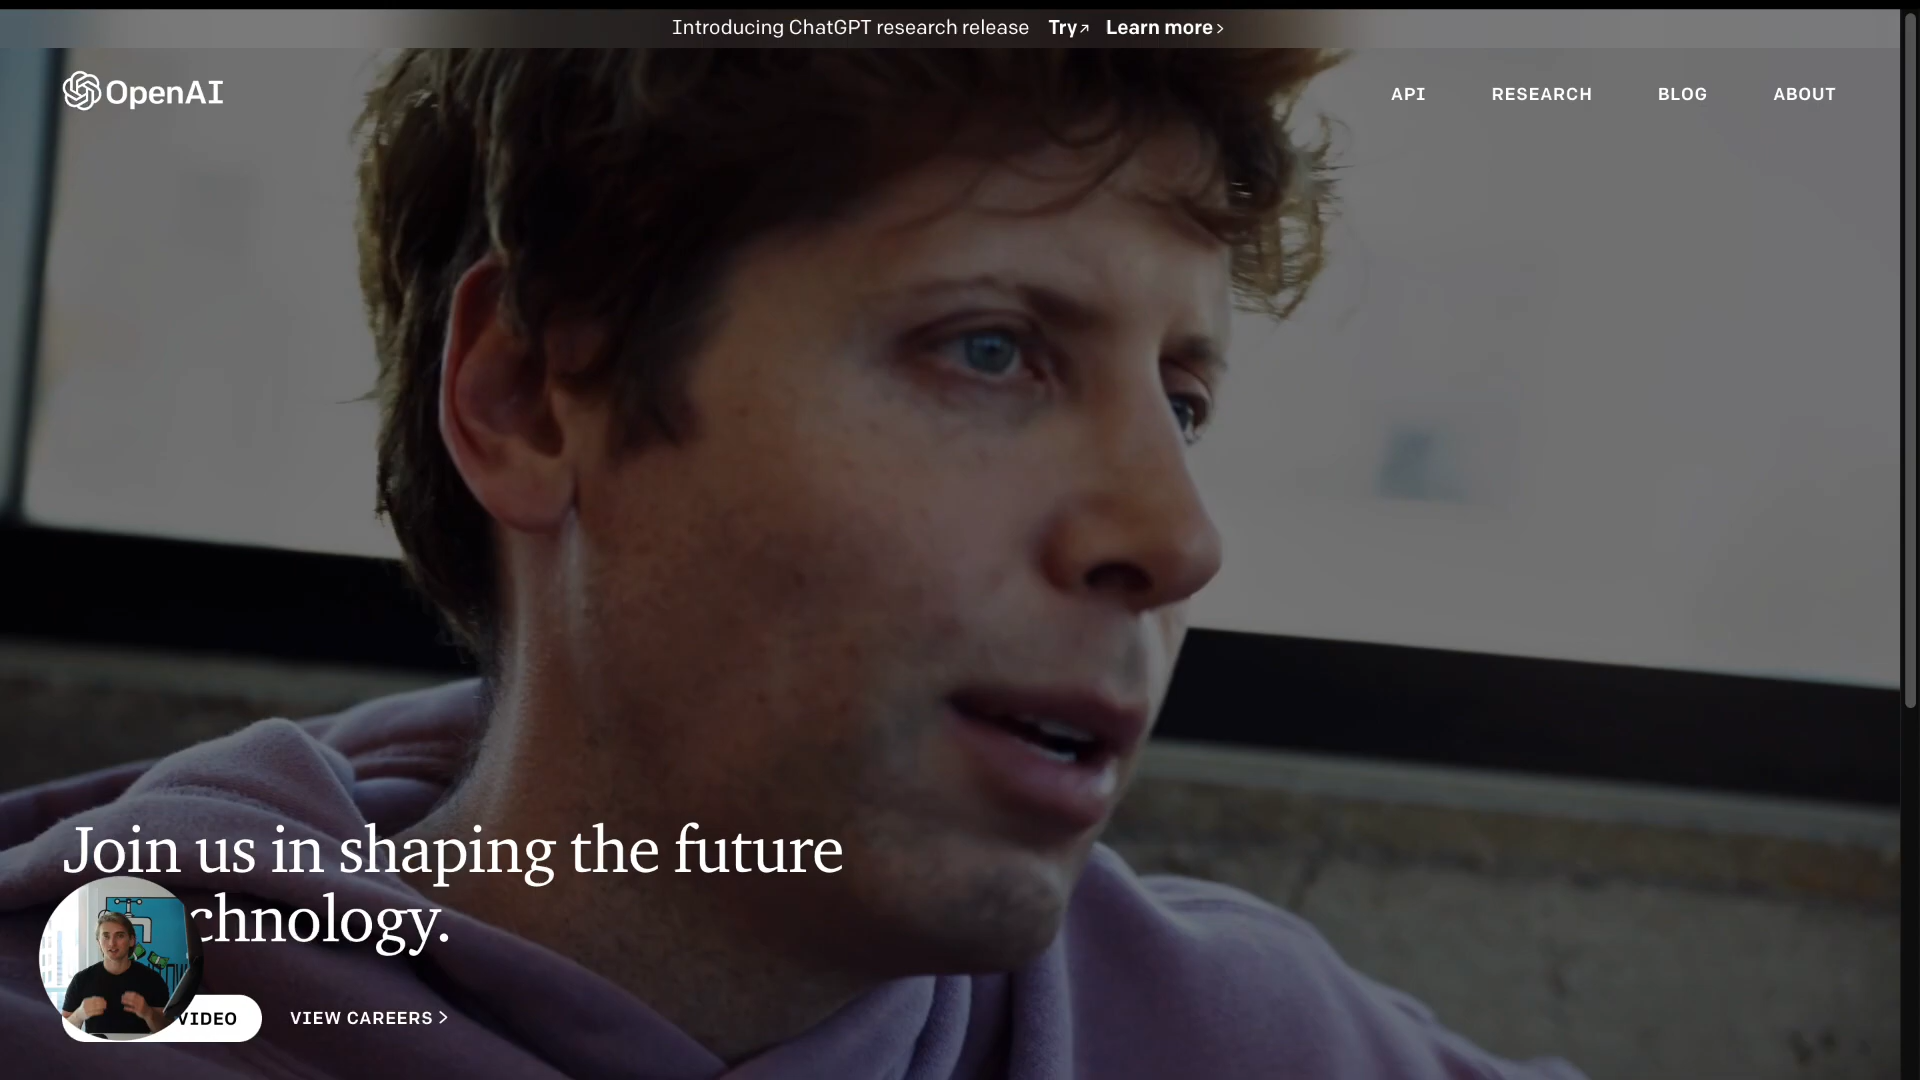 Introducing ChatGPT research release Try↗ Learn more >
OpenAI
API RESEARCH BLOG ABOUT
Join us in shaping the future
chnology.
VIDEO VIEW CAREERS >